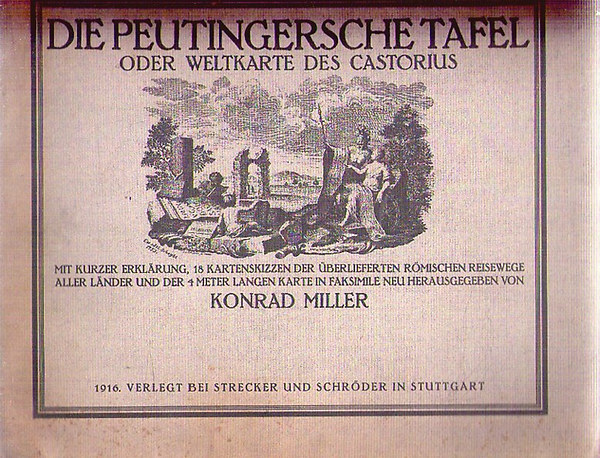 DIE PEUTINGERSCHE TAFEL
ODER WELTKARTE DES CASTORIUS
MIT KURZER ERKLÄRUNG, 18 KARTENSKIZZEN DER ÜBERLIEFERTEN RÖMISCHEN REISEWEGE
ALLER LÄNDER UND DER 4 METER LANGEN KARTE IN FAKSIMILE NEU HERAUSGEGEBEN VON
KONRAD MILLER
1916. VERLEGT BEI STRECKER UND SCHRÖDER IN STUTTGART